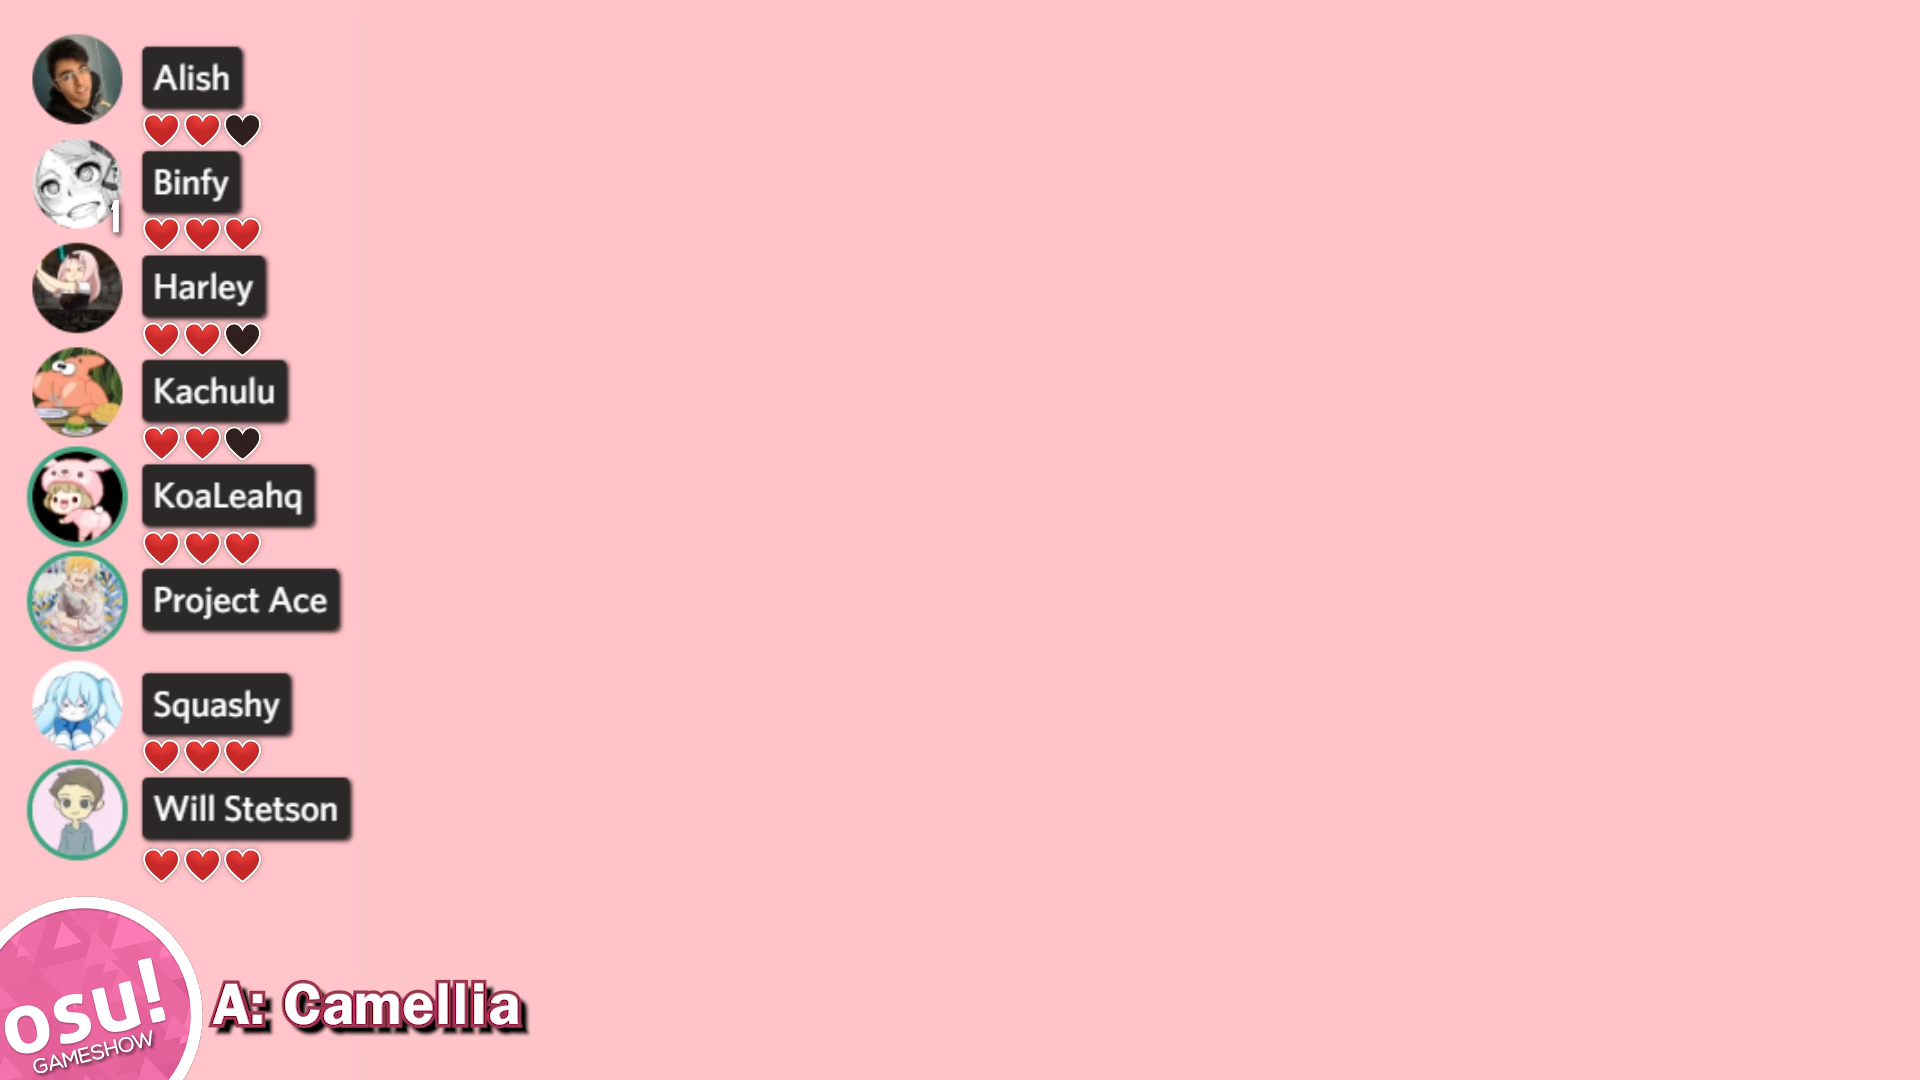 Alish
Binfy
1
Harley
Kachulu
KoaLeahq
Project Ace
Squashy
Will Stetson
osu!
GAMESHOW
A: Camellia